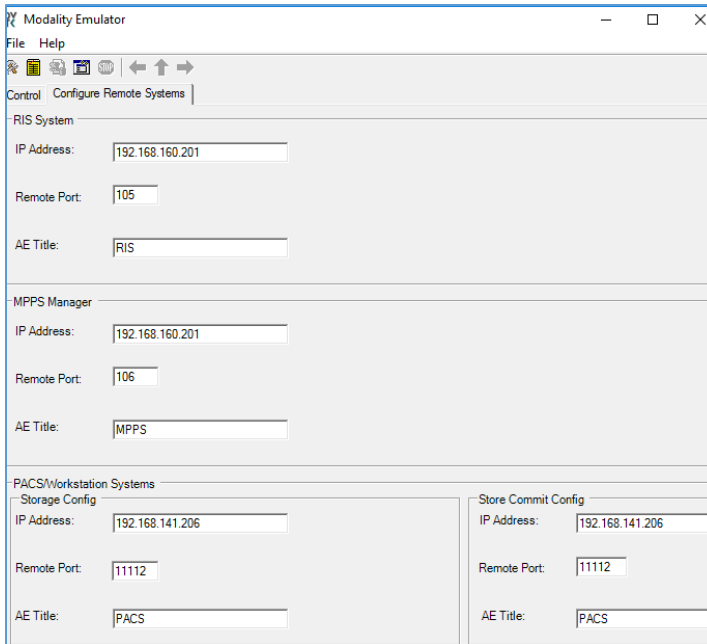 Modality Emulator
File Help
Control Configure Remote Systems
RIS System
IP Address: 192.168.160.201
Remote Port: 105
AE Title: RIS
MPPS Manager
IP Address: 192.168.160.201
Remote Port: 106
AE Title: MPPS
PACS/Workstation Systems
Storage Config Store Commit Config
IP Address: 192.168.141.206 IP Address: 192.168.141.206
Remote Port: 11112 Remote Port: 11112
AE Title: PACS AE Title: PACS